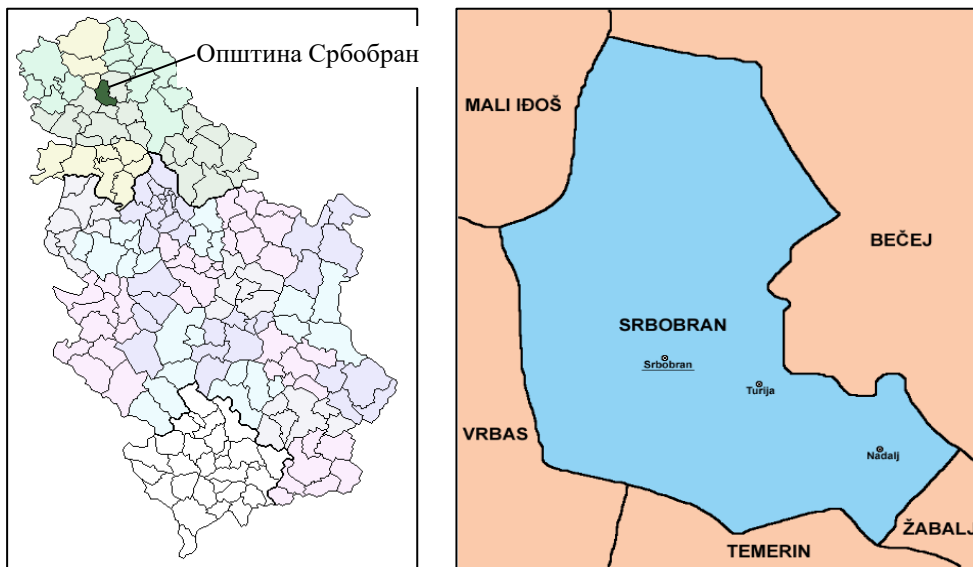 Општина Србобран
MALI IĐOŠ
BEČEJ
SRBOBRAN
Srbobran
Turija
VRBAS
Nadalj
ŽABALJ
TEMERIN